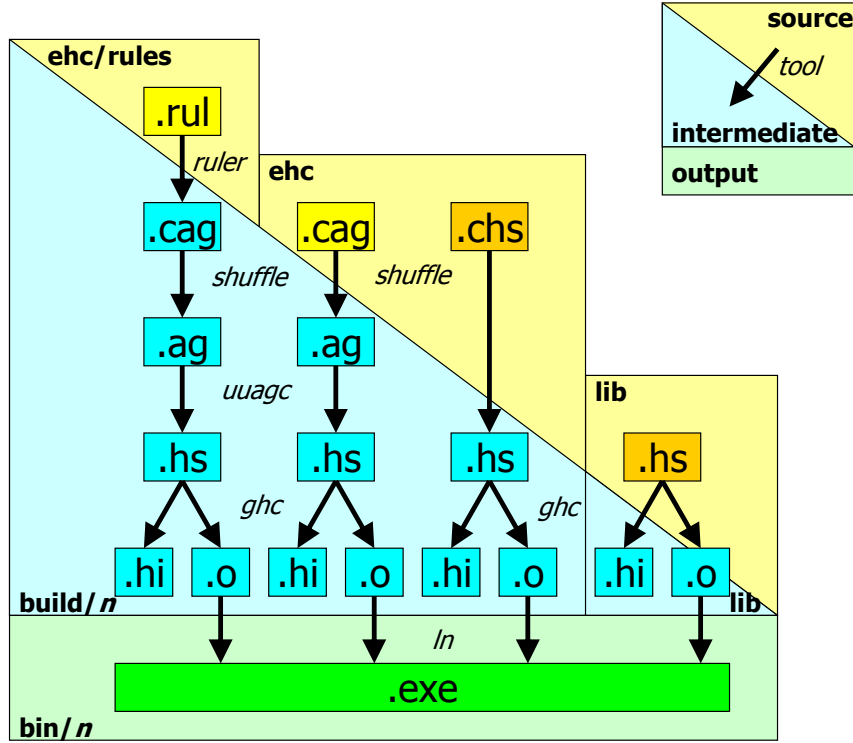 source
tool
intermediate
output
ehc/rules
.rul
ruler
ehc
.cag
.cag
.chs
shuffle
shuffle
.ag
.ag
uuagc
lib
.hs
.hs
.hs
.hs
ghc
ghc
.hi
.o
.hi
.o
.hi
.o
.hi
.o
build/n
lib
ln
.exe
bin/n